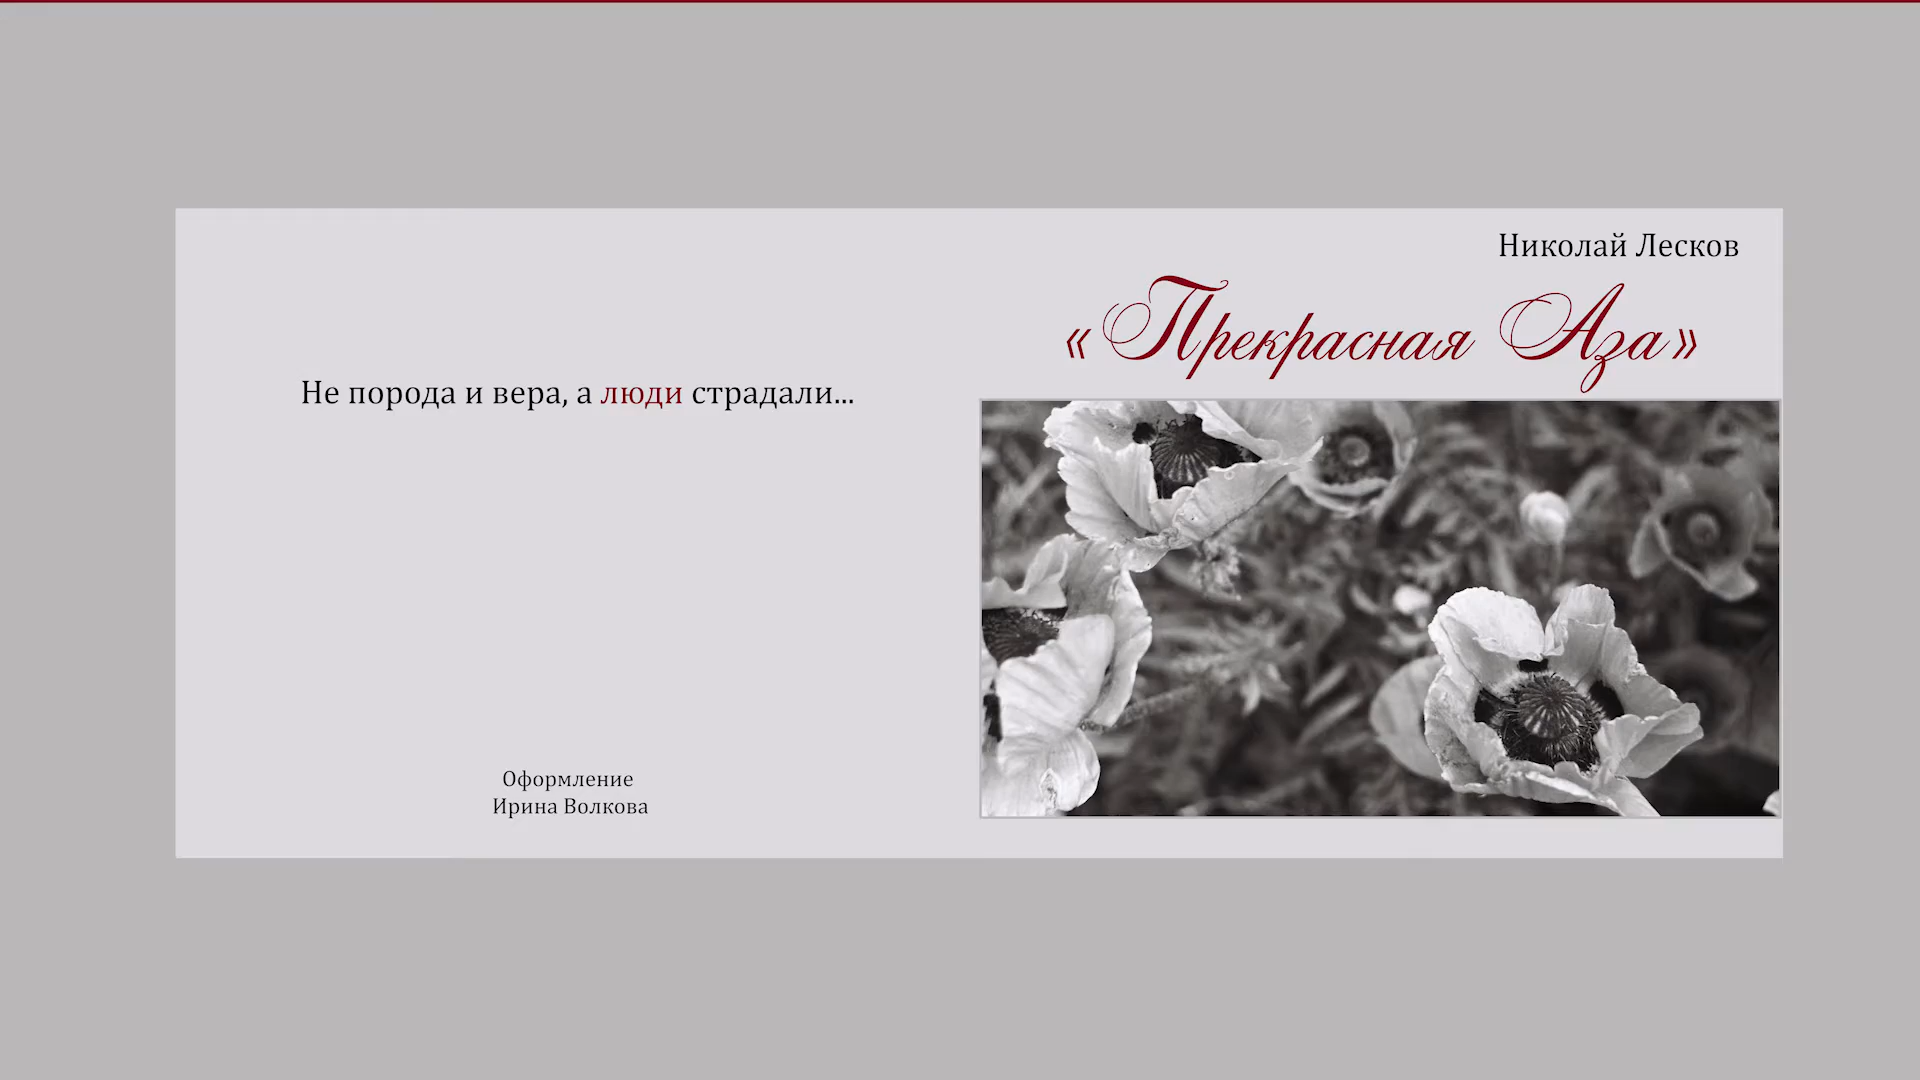 Не порода и вера, а люди страдали...
Оформление
Ирина Волкова
Николай Лесков
«Прекрасная Аза»